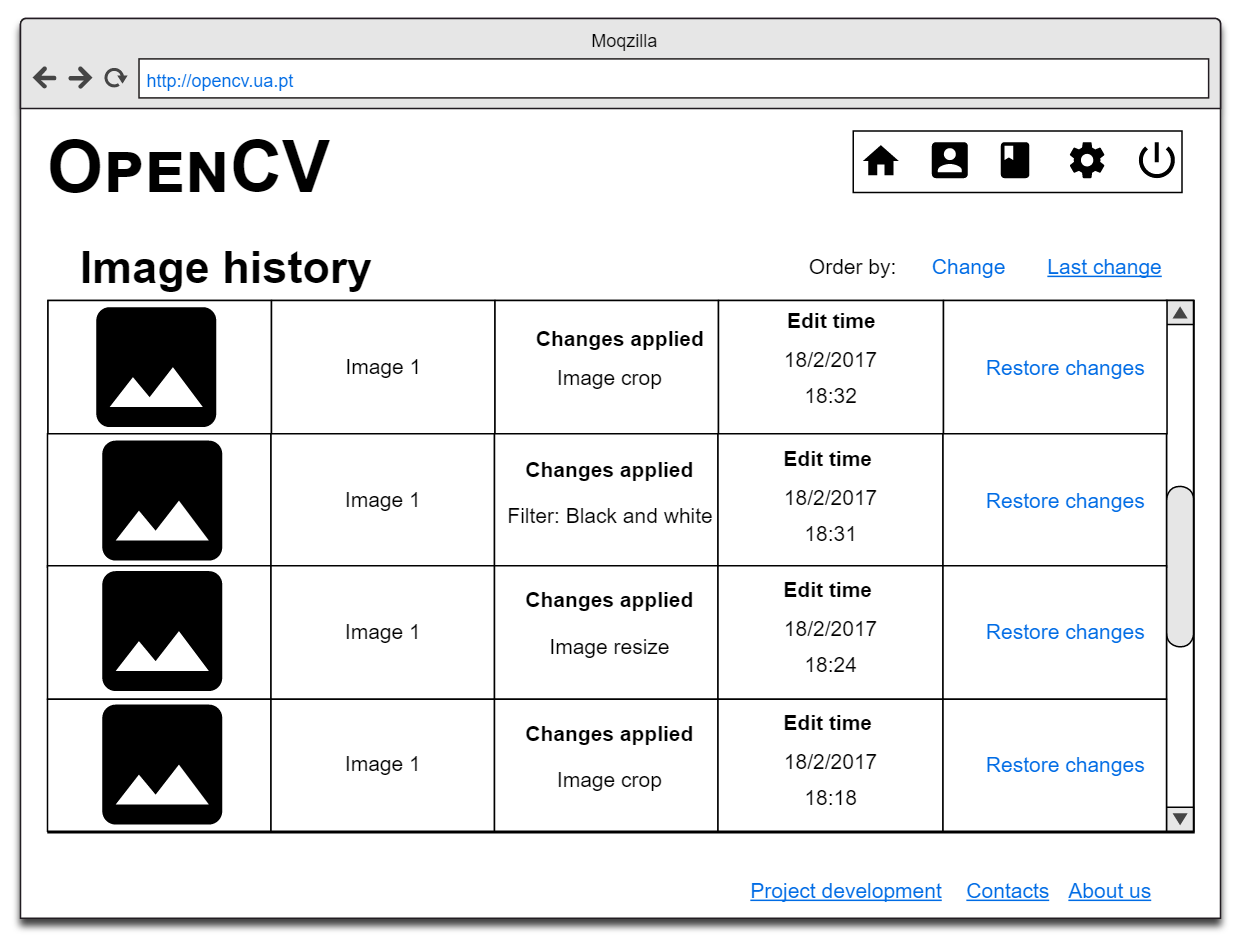 Moqzilla
http://opencv.ua.pt
OpenCV
Image history
Order by: Change Last change
Image 1
Changes applied
Image crop
Edit time
18/2/2017
18:32
Restore changes
Image 1
Changes applied
Filter: Black and white
Edit time
18/2/2017
18:31
Restore changes
Image 1
Changes applied
Image resize
Edit time
18/2/2017
18:24
Restore changes
Image 1
Changes applied
Image crop
Edit time
18/2/2017
18:18
Restore changes
Project development Contacts About us